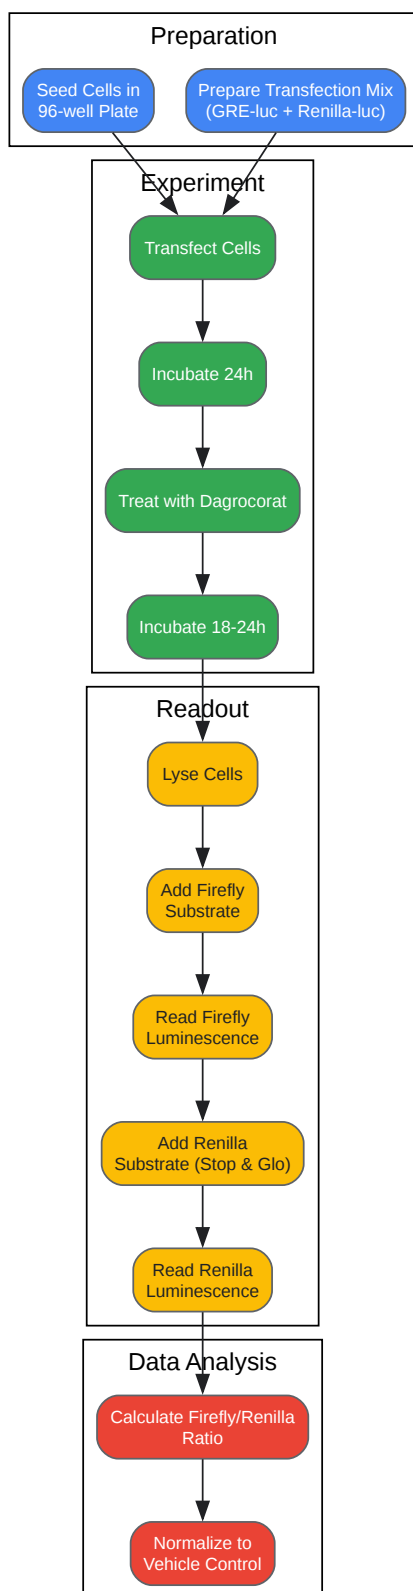 Preparation
Seed Cells in
96-well Plate
Prepare Transfection Mix
(GRE-luc + Renilla-luc)
Experiment
Transfect Cells
Incubate 24h
Treat with Dagrocorat
Incubate 18-24h
Readout
Lyse Cells
Add Firefly
Substrate
Read Firefly
Luminescence
Add Renilla
Substrate (Stop & Glo)
Read Renilla
Luminescence
Data Analysis
Calculate Firefly/Renilla
Ratio
Normalize to
Vehicle Control